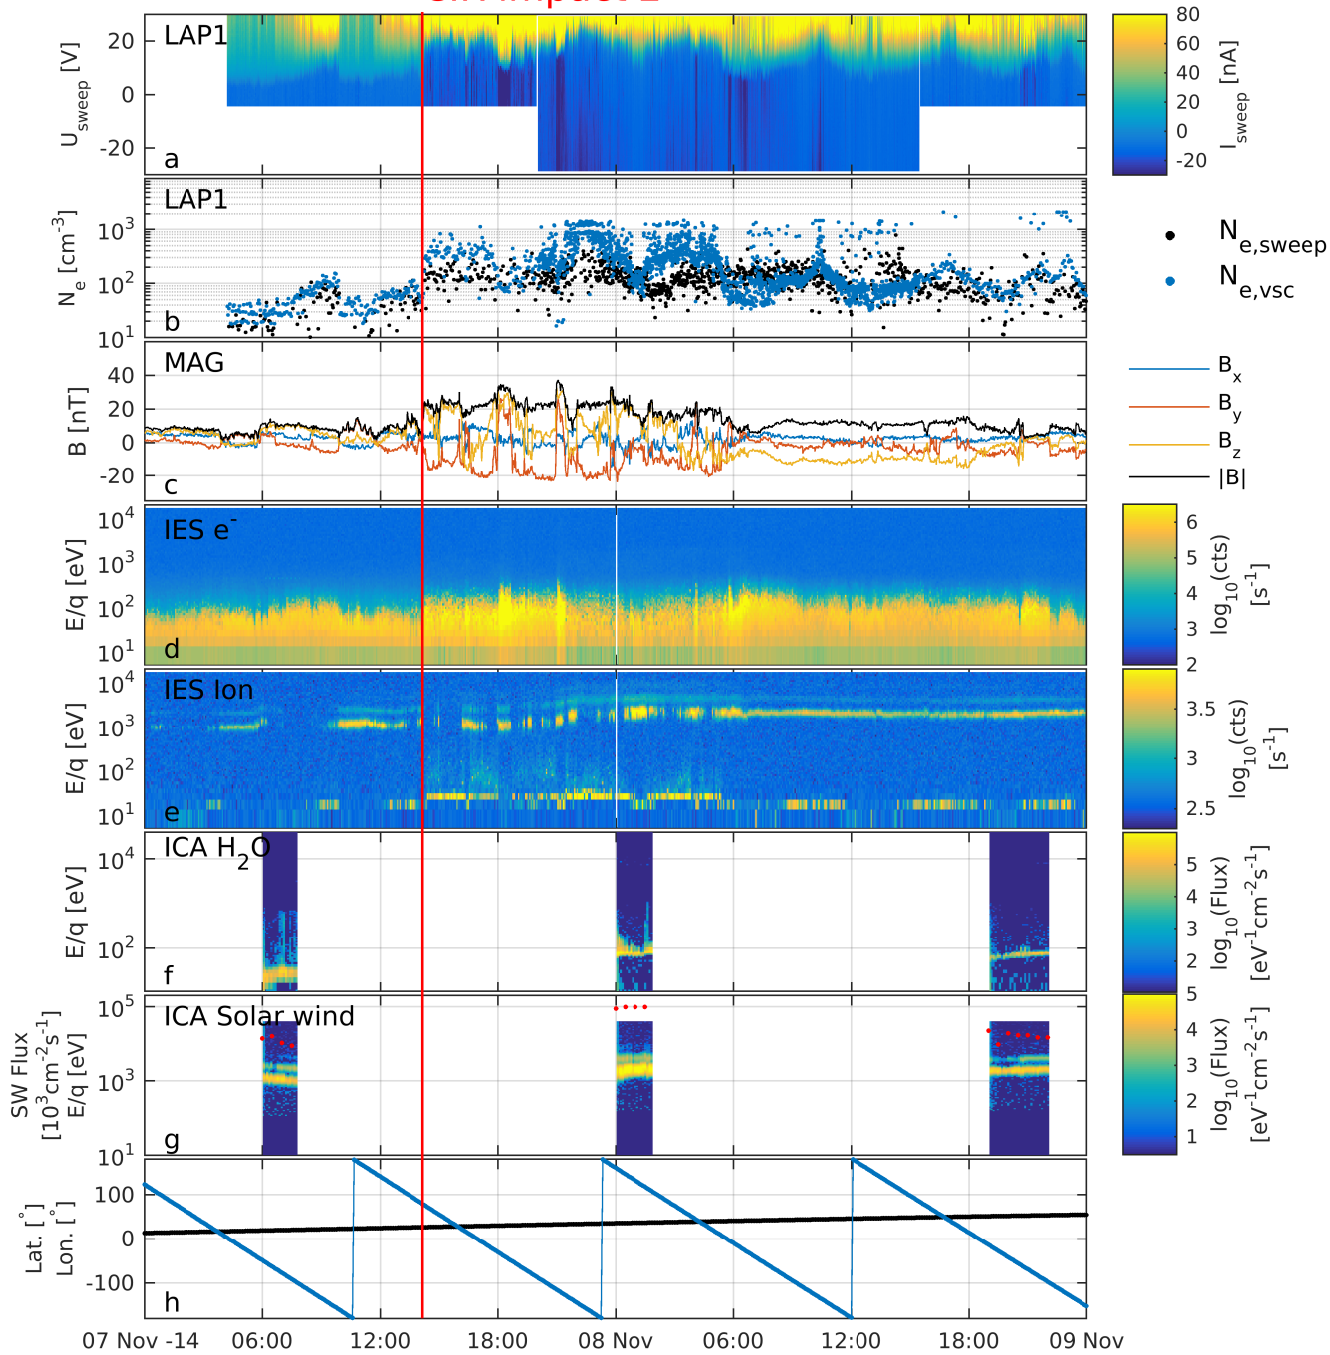 LAP1
20
0
-20
U_sweep [V]
a
80
60
40
20
0
-20
I_sweep [nA]
LAP1
10^3
10^2
10^1
N_e [cm^-3]
b
N_e,sweep
N_e,vsc
MAG
40
20
0
-20
B [nT]
c
B_x
B_y
B_z
|B|
IES e^-
10^4
10^3
10^2
10^1
E/q [eV]
d
6
5
4
3
2
log_10(cts)
[s^-1]
IES Ion
10^4
10^3
10^2
10^1
E/q [eV]
e
3.5
3
2.5
log_10(cts)
[s^-1]
ICA H_2O
10^4
10^2
E/q [eV]
f
5
4
3
2
1
log_10(Flux)
[eV^-1cm^-2s^-1]
ICA Solar wind
10^5
10^3
10^1
SW Flux
[10^3cm^-2s^-1]
E/q [eV]
g
5
4
3
2
1
log_10(Flux)
[eV^-1cm^-2s^-1]
100
0
-100
Lat. [°]
Lon. [°]
h
07 Nov -14
06:00
12:00
18:00
08 Nov
06:00
12:00
18:00
09 Nov